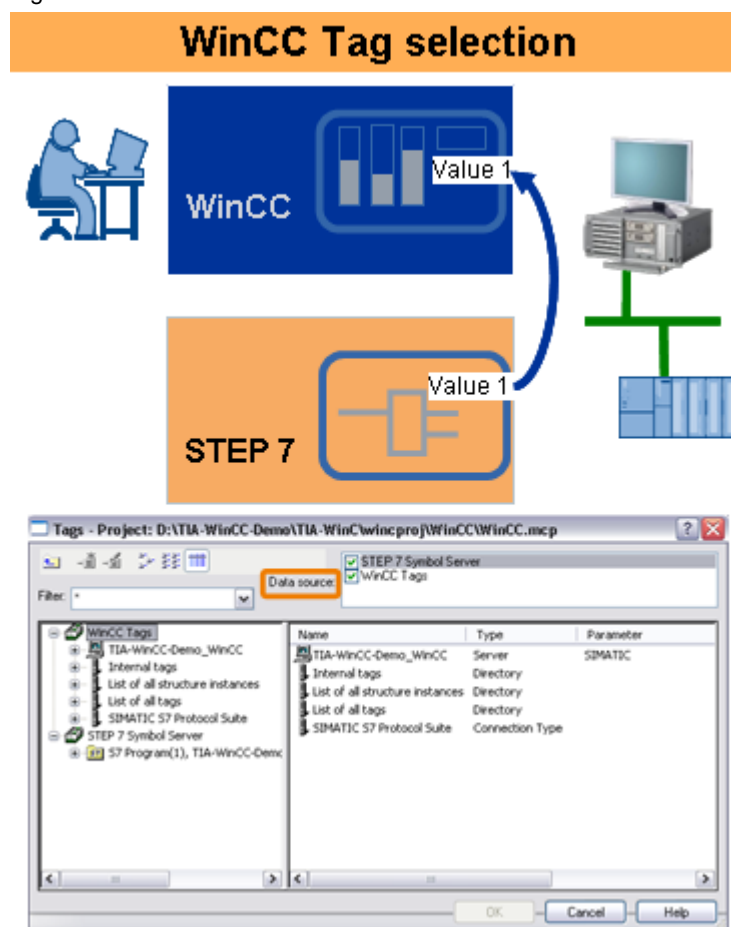 WinCC Tag selection
Value 1
WinCC
Value 1
STEP 7
Tags - Project: D:\TIA-WinCC-Demo\TIA-WinC\wincproj\WinCC\WinCC.mcp
Data source:
STEP 7 Symbol Server
WinCC Tags
Filter: *
WinCC Tags
TIA-WinCC-Demo_WinCC
Internal tags
List of all structure instances
List of all tags
SIMATIC S7 Protocol Suite
STEP 7 Symbol Server
S7 Program(1), TIA-WinCC-Demc
Name Type Parameter
TIA-WinCC-Demo_WinCC Server SIMATIC
Internal tags Directory
List of all structure instances Directory
List of all tags Directory
SIMATIC S7 Protocol Suite Connection Type
OK Cancel Help